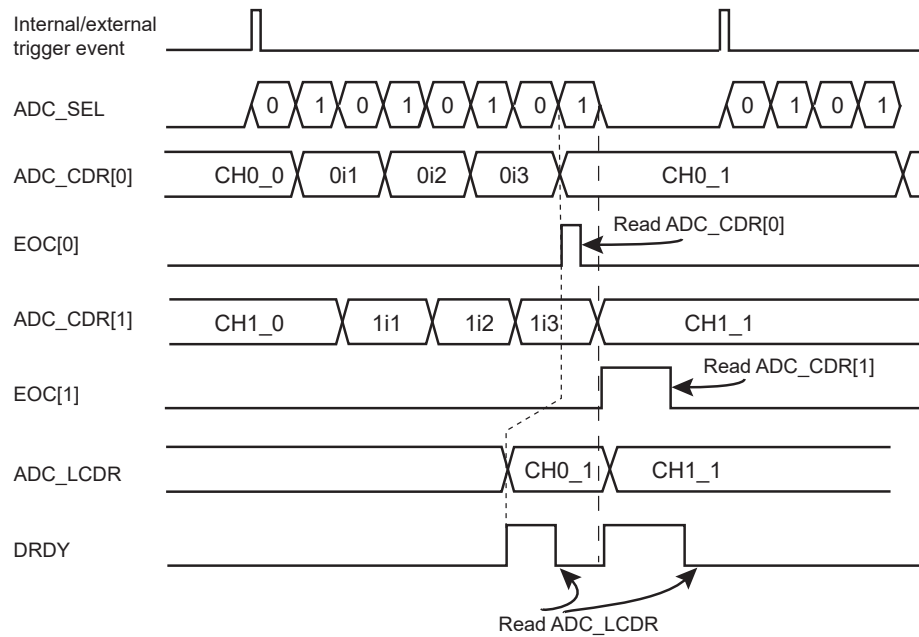 Internal/external
trigger event
ADC_SEL
0 1 0 1 0 1 0 1 0 1 0 1
ADC_CDR[0]
CH0_0 0i1 0i2 0i3 CH0_1
EOC[0]
Read ADC_CDR[0]
ADC_CDR[1]
CH1_0 1i1 1i2 1i3 CH1_1
EOC[1]
Read ADC_CDR[1]
ADC_LCDR
CH0_1 CH1_1
DRDY
Read ADC_LCDR